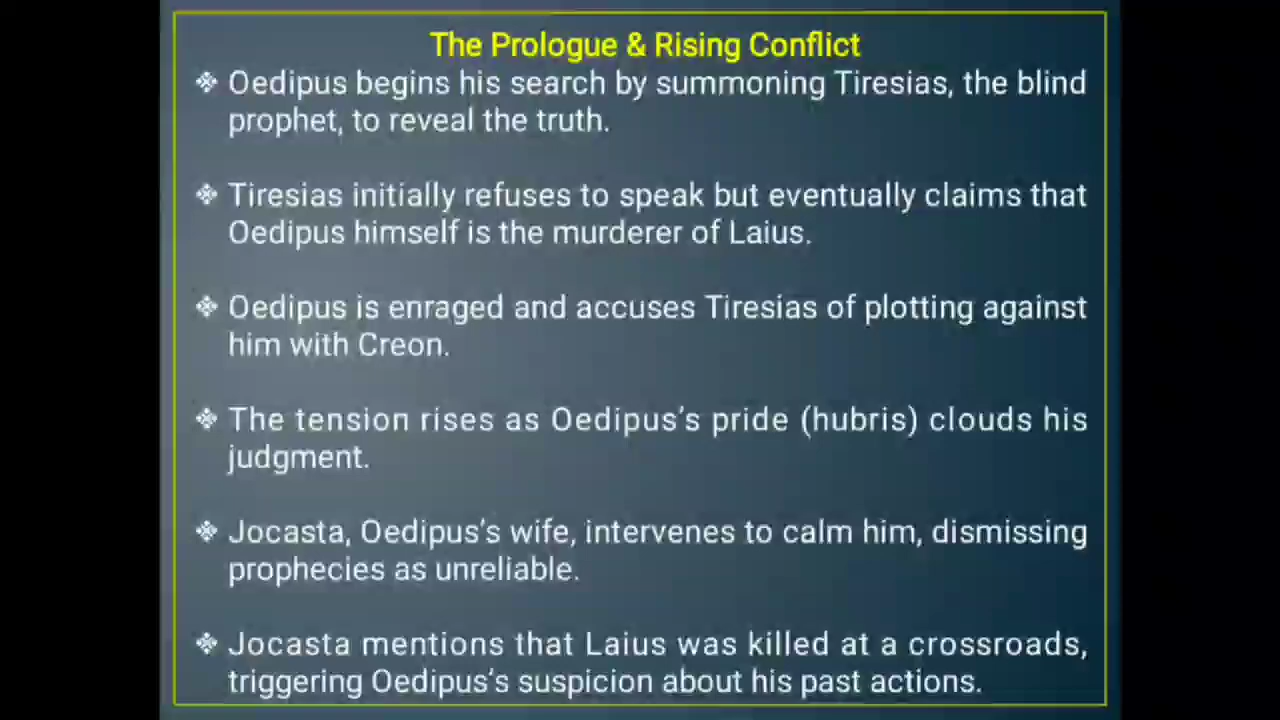 The Prologue & Rising Conflict
❖ Oedipus begins his search by summoning Tiresias, the blind
prophet, to reveal the truth.
❖ Tiresias initially refuses to speak but eventually claims that
Oedipus himself is the murderer of Laius.
❖ Oedipus is enraged and accuses Tiresias of plotting against
him with Creon.
❖ The tension rises as Oedipus’s pride (hubris) clouds his
judgment.
❖ Jocasta, Oedipus’s wife, intervenes to calm him, dismissing
prophecies as unreliable.
❖ Jocasta mentions that Laius was killed at a crossroads,
triggering Oedipus’s suspicion about his past actions.